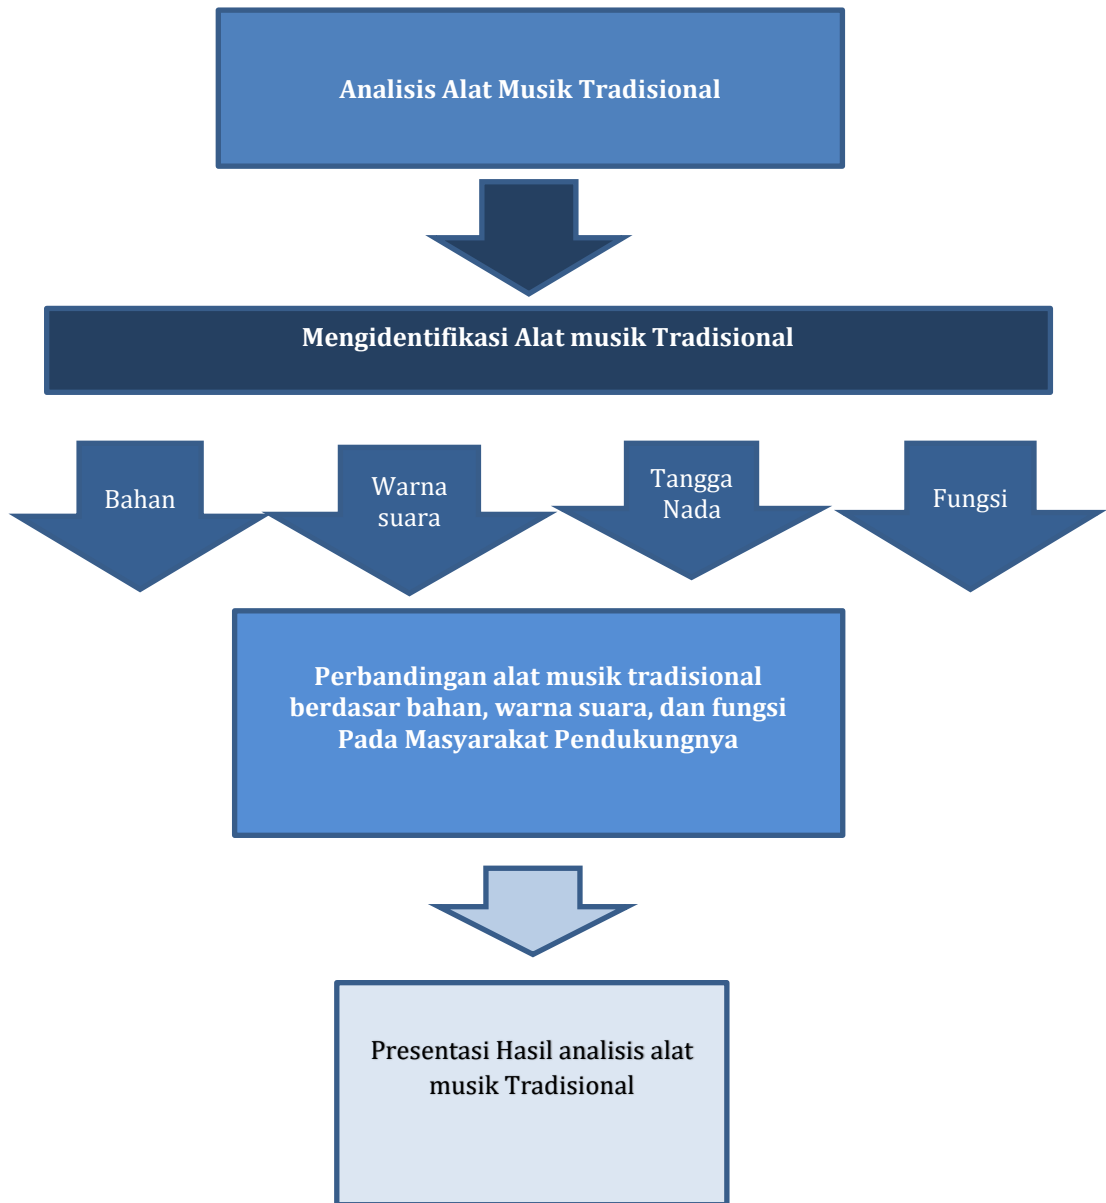 Analisis Alat Musik Tradisional
Mengidentifikasi Alat musik Tradisional
Bahan
Warna
suara
Tangga
Nada
Fungsi
Perbandingan alat musik tradisional
berdasar bahan, warna suara, dan fungsi
Pada Masyarakat Pendukungnya
Presentasi Hasil analisis alat
musik Tradisional